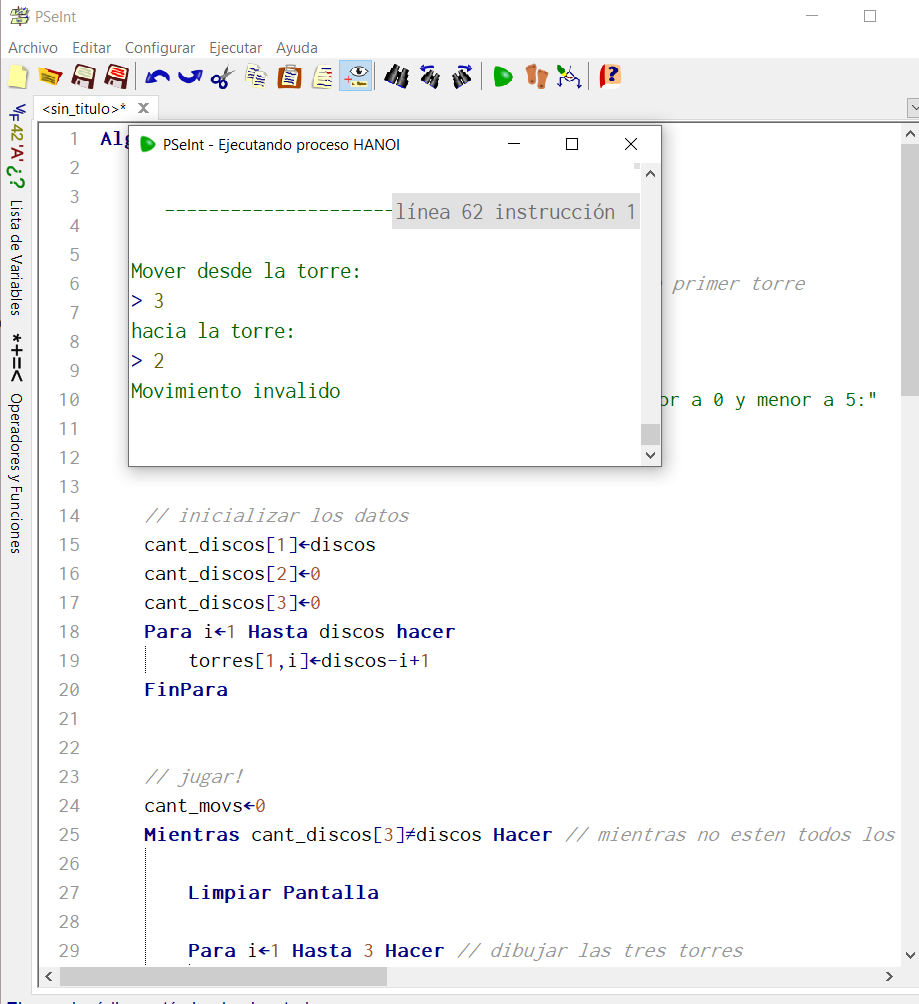 PSeInt
Archivo Editar Configurar Ejecutar Ayuda
<sin_titulo>*
42 'A' ¿? Lista de Variables
*+=< Operadores y Funciones
PSeInt - Ejecutando proceso HANOI
---------------------línea 62 instrucción 1
Mover desde la torre:
> 3
hacia la torre:
> 2
Movimiento invalido
1 Alg
2
3
4
5
6 primer torre
7
8
9
10 or a 0 y menor a 5:"
11
12
13
14 // inicializar los datos
15 cant_discos[1]←discos
16 cant_discos[2]←0
17 cant_discos[3]←0
18 Para i←1 Hasta discos hacer
19 torres[1,i]←discos-i+1
20 FinPara
21
22
23 // jugar!
24 cant_movs←0
25 Mientras cant_discos[3]≠discos Hacer // mientras no esten todos los
26
27 Limpiar Pantalla
28
29 Para i←1 Hasta 3 Hacer // dibujar las tres torres